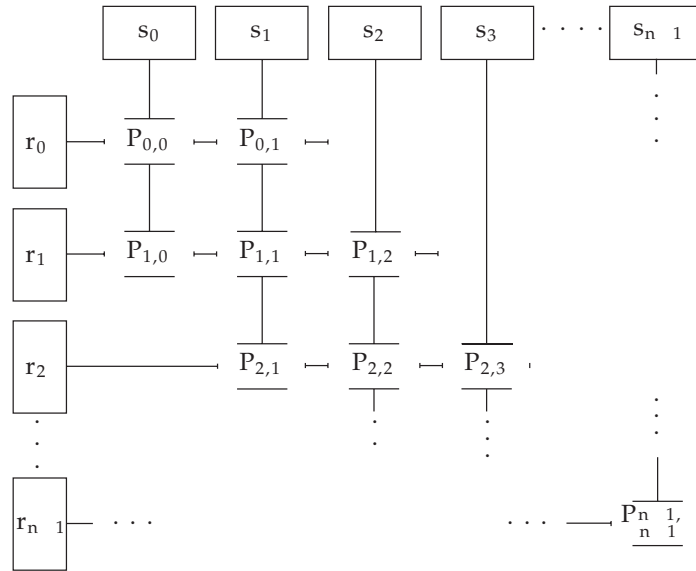 s₀ s₁ s₂ s₃ · · · · sₙ ₁
r₀ P₀,₀ P₀,₁
r₁ P₁,₀ P₁,₁ P₁,₂
r₂ P₂,₁ P₂,₂ P₂,₃
rₙ ₁ · · · · · · Pₙ ₁, ₙ ₁